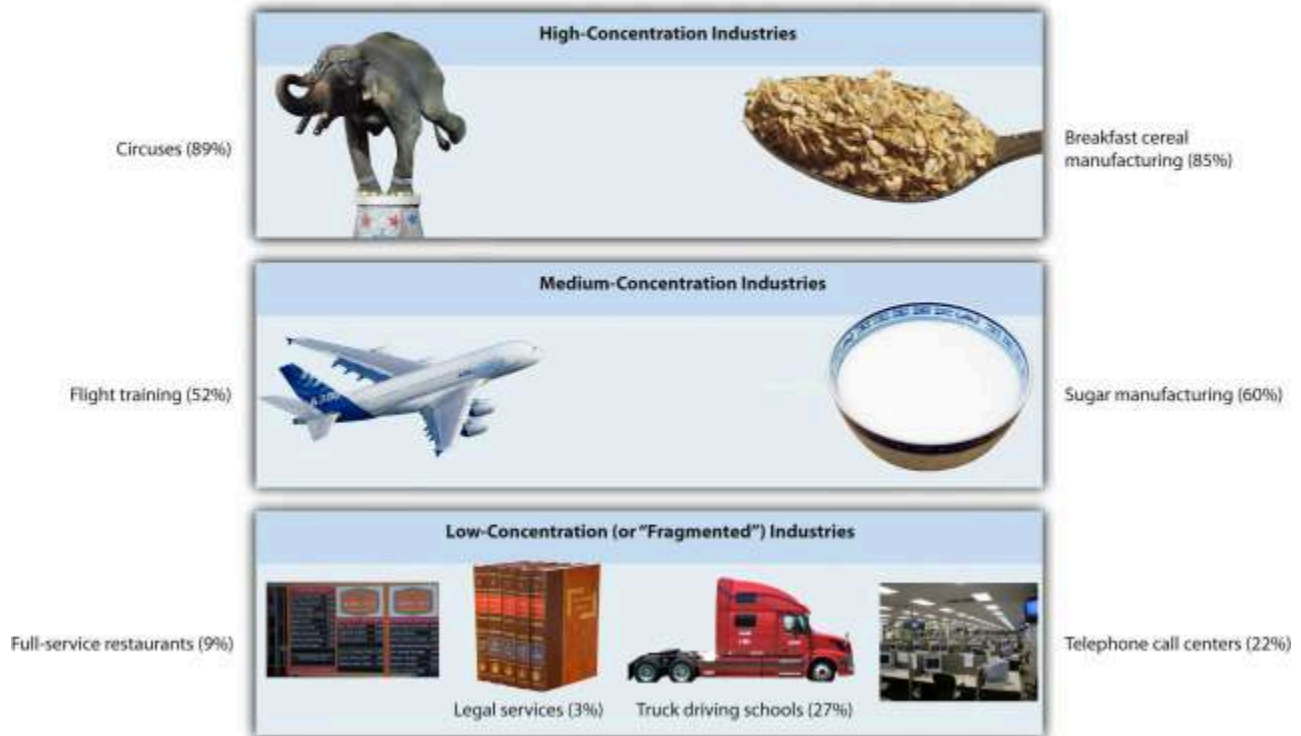 High-Concentration Industries
Circuses (89%)
Breakfast cereal
manufacturing (85%)
Medium-Concentration Industries
A380
Flight training (52%)
Sugar manufacturing (60%)
Low-Concentration (or "Fragmented") Industries
Full-service restaurants (9%)
Legal services (3%)
Truck driving schools (27%)
Telephone call centers (22%)